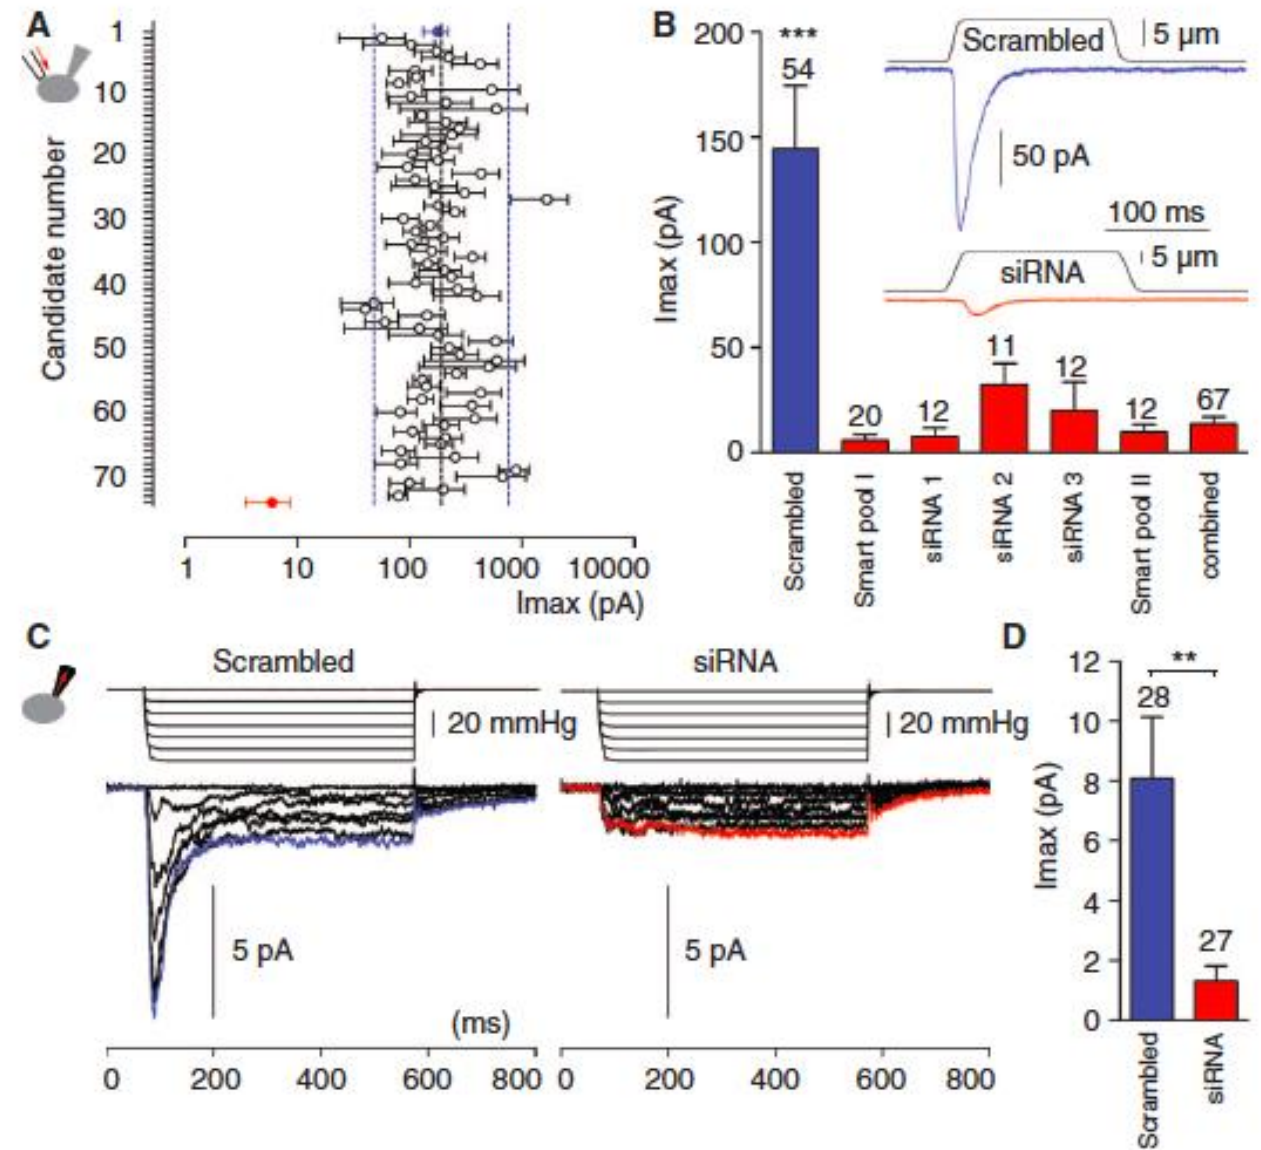 A
1
10
20
30
40
50
60
70
Candidate number
1 10 100 1000 10000
Imax (pA)
B
200
150
100
50
0
Imax (pA)
***
54
20
12
11
12
12
67
Scrambled
5 µm
50 pA
100 ms
siRNA
5 µm
Scrambled
Smart pool I
siRNA 1
siRNA 2
siRNA 3
Smart pool II
combined
C
Scrambled
20 mmHg
5 pA
(ms)
0 200 400 600 800
siRNA
20 mmHg
5 pA
0 200 400 600 800
D
12
10
8
6
4
2
0
Imax (pA)
**
28
27
Scrambled
siRNA